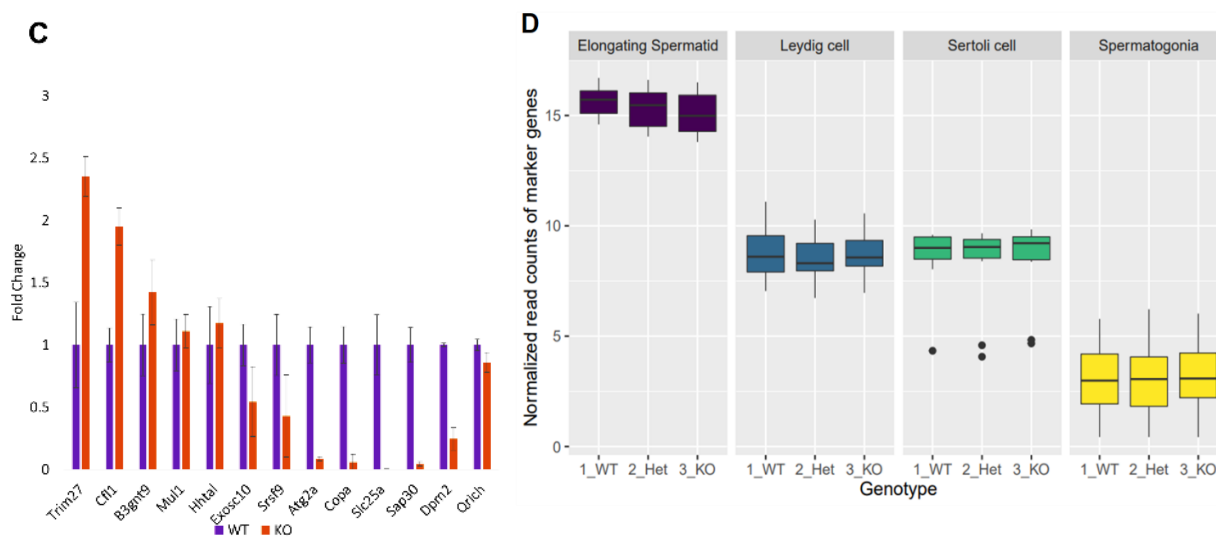 C
3
2.5
2
1.5
1
0.5
0
Fold Change
Trim27
Cfl1
B3gnt9
Mul1
Hhtal
Exosc10
Srsf9
Atg2a
Copa
Slc25a
Sap30
Dpm2
Qrich
WT KO
D
Elongating Spermatid Leydig cell Sertoli cell Spermatogonia
Normalized read counts of marker genes
15
10
5
0
1_WT 2_Het 3_KO 1_WT 2_Het 3_KO 1_WT 2_Het 3_KO 1_WT 2_Het 3_KO
Genotype